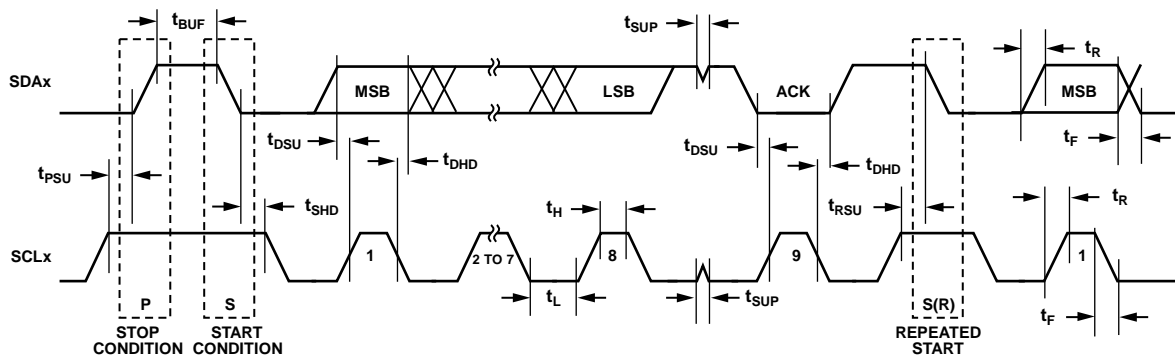 tBUF
tSUP
tR
SDAx
MSB
LSB
ACK
MSB
tDSU
tDHD
tDSU
tDHD
tF
tPSU
tSHD
tH
tRSU
tR
SCLx
1
2 TO 7
8
9
1
P
S
tL
tSUP
S(R)
tF
STOP
CONDITION
START
CONDITION
REPEATED
START